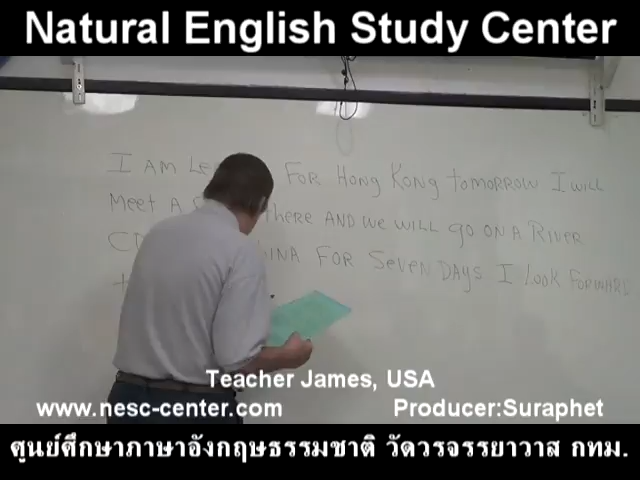 Natural English Study Center
I AM FOR HONG KONG TOMORROW I WILL
MEET A THERE AND WE WILL GO ON A RIVER
FOR SEVEN DAYS I LOOK FORWARD
Teacher James, USA
www.nesc-center.com Producer:Suraphet
ศูนย์ศึกษาภาษาอังกฤษธรรมชาติ วัดวรจรรยาวาส กทม.